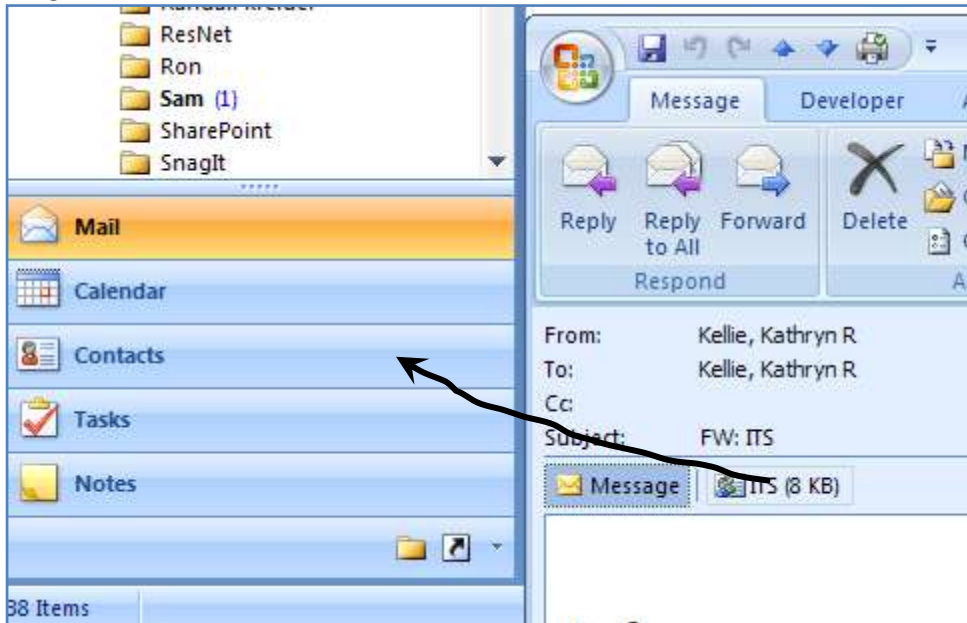 ResNet
Ron
Sam (1)
SharePoint
SnagIt
Mail
Calendar
Contacts
Tasks
Notes
38 Items
Message Developer
Reply
Reply to All
Forward
Delete
Respond
From: Kellie, Kathryn R
To: Kellie, Kathryn R
Cc:
Subject: FW: ITS
Message ITS (8 KB)